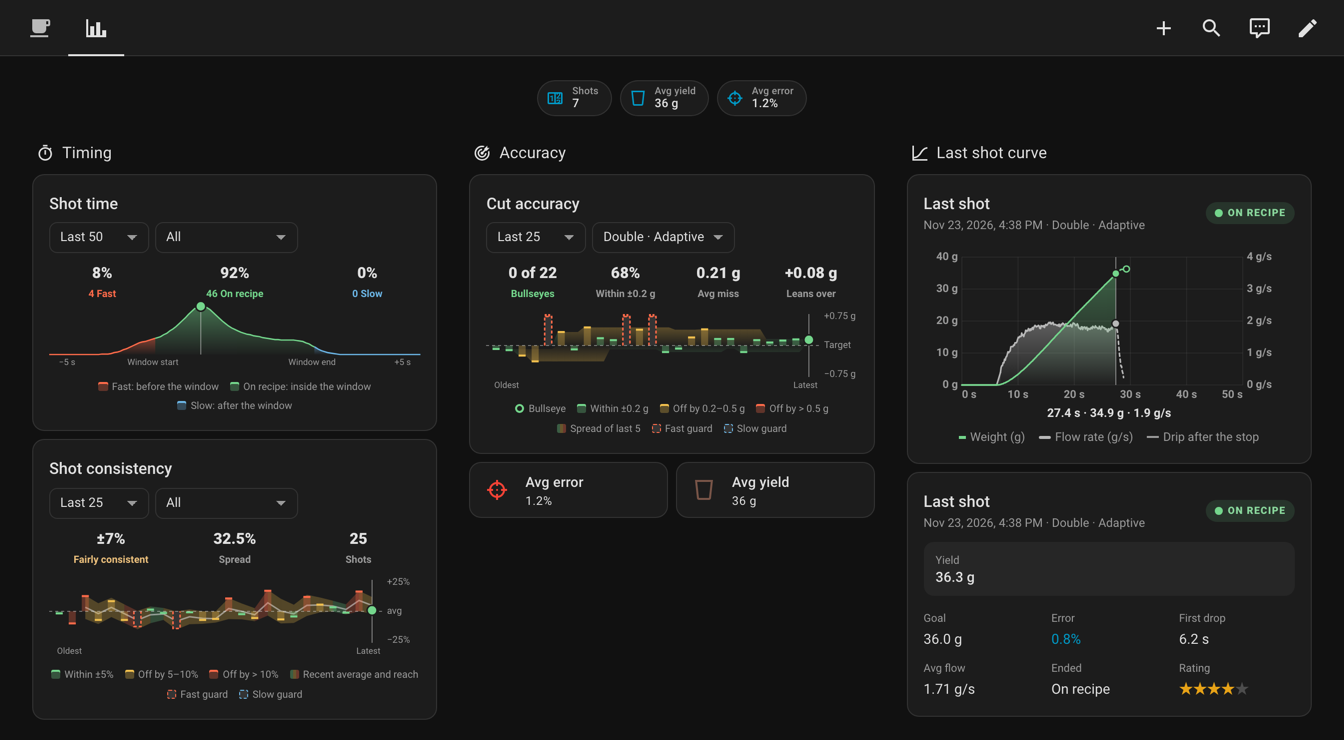 Shots
7
Avg yield
36 g
Avg error
1.2%
Timing
Shot time
Last 50
All
8%
4 Fast
92%
46 On recipe
0%
0 Slow
−5 s
Window start
Window end
+5 s
Fast: before the window
On recipe: inside the window
Slow: after the window
Shot consistency
Last 25
All
±7%
Fairly consistent
32.5%
Spread
25
Shots
+25%
avg
−25%
Oldest
Latest
Within ±5%
Off by 5–10%
Off by > 10%
Recent average and reach
Fast guard
Slow guard
Accuracy
Cut accuracy
Last 25
Double · Adaptive
0 of 22
Bullseyes
68%
Within ±0.2 g
0.21 g
Avg miss
+0.08 g
Leans over
+0.75 g
Target
−0.75 g
Oldest
Latest
Bullseye
Within ±0.2 g
Off by 0.2–0.5 g
Off by > 0.5 g
Spread of last 5
Fast guard
Slow guard
Avg error
1.2%
Avg yield
36 g
Last shot curve
Last shot
Nov 23, 2026, 4:38 PM · Double · Adaptive
ON RECIPE
40 g
30 g
20 g
10 g
0 g
4 g/s
3 g/s
2 g/s
1 g/s
0 g/s
0 s
10 s
20 s
30 s
40 s
50 s
27.4 s · 34.9 g · 1.9 g/s
Weight (g)
Flow rate (g/s)
Drip after the stop
Last shot
Nov 23, 2026, 4:38 PM · Double · Adaptive
ON RECIPE
Yield
36.3 g
Goal
36.0 g
Error
0.8%
First drop
6.2 s
Avg flow
1.71 g/s
Ended
On recipe
Rating
★★★★★